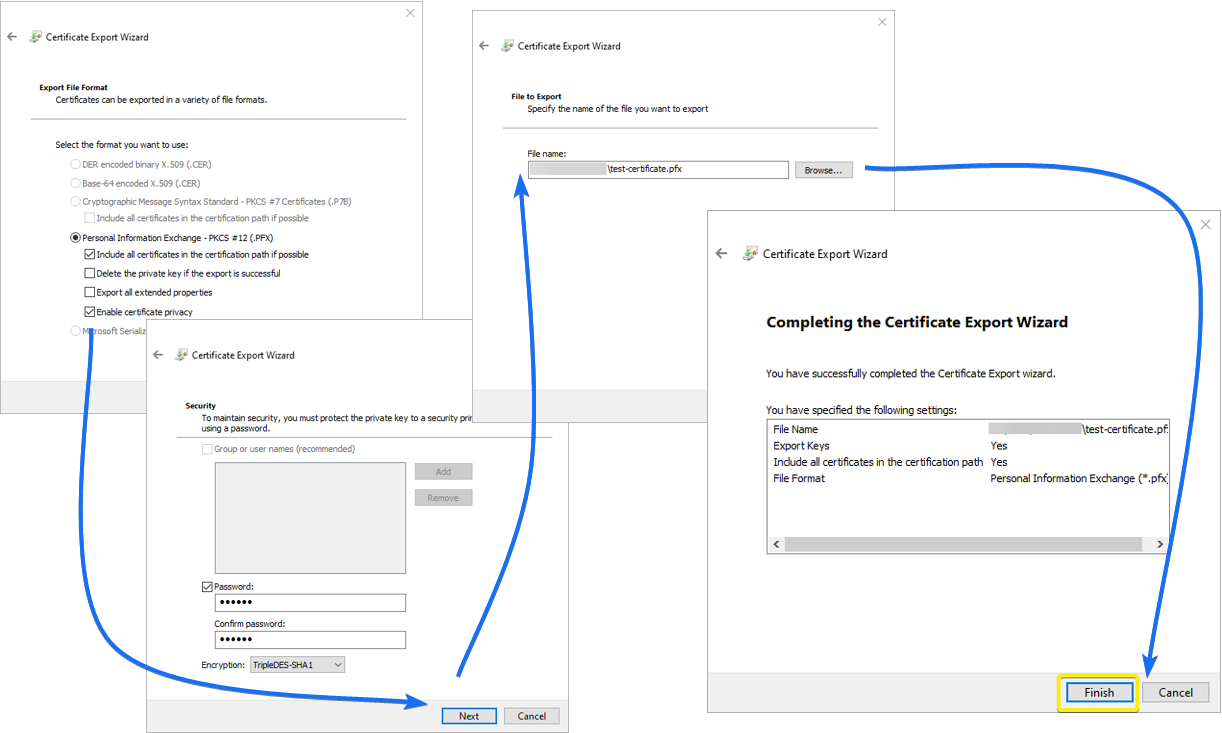 Certificate Export Wizard
Export File Format
Certificates can be exported in a variety of file formats.
Select the format you want to use:
DER encoded binary X.509 (.CER)
Base-64 encoded X.509 (.CER)
Cryptographic Message Syntax Standard - PKCS #7 Certificates (.P7B)
Include all certificates in the certification path if possible
Personal Information Exchange - PKCS #12 (.PFX)
Include all certificates in the certification path if possible
Delete the private key if the export is successful
Export all extended properties
Enable certificate privacy
Certificate Export Wizard
Security
To maintain security, you must protect the private key to a security
using a password.
Group or user names (recommended)
Add
Remove
Password:
••••••
Confirm password:
••••••
Encryption: TripleDES-SHA1
Next Cancel
Certificate Export Wizard
File to Export
Specify the name of the file you want to export
File name:
\test-certificate.pfx Browse...
Certificate Export Wizard
Completing the Certificate Export Wizard
You have successfully completed the Certificate Export wizard.
You have specified the following settings:
File Name \test-certificate.pf
Export Keys Yes
Include all certificates in the certification path Yes
File Format Personal Information Exchange (*.pfx)
Finish Cancel